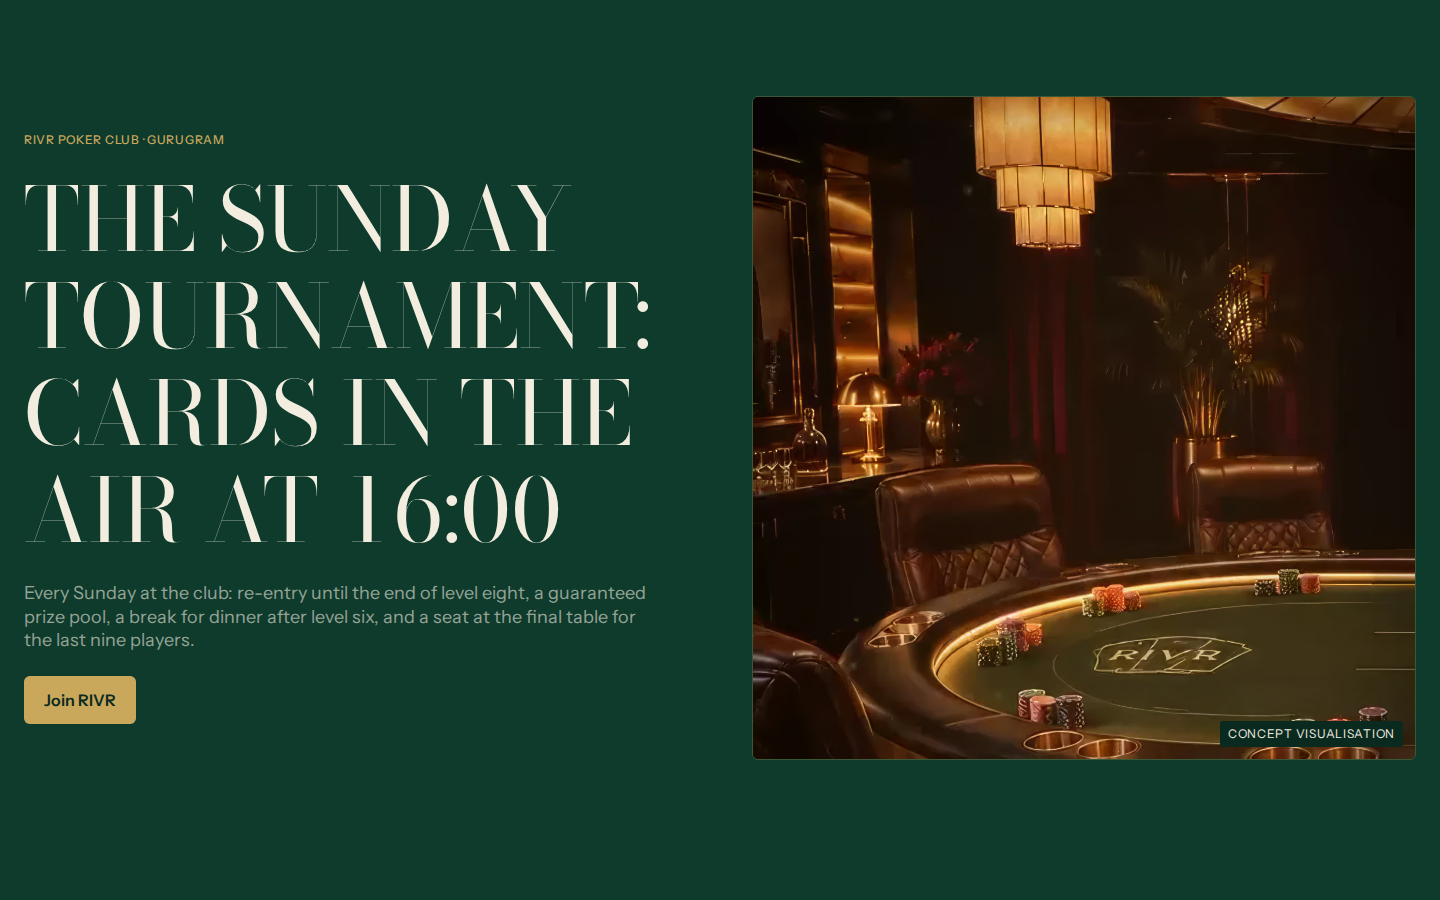 RIVR POKER CLUB · GURUGRAM
THE SUNDAY
TOURNAMENT:
CARDS IN THE
AIR AT 16:00
Every Sunday at the club: re-entry until the end of level eight, a guaranteed
prize pool, a break for dinner after level six, and a seat at the final table for
the last nine players.
Join RIVR
RIVR
CONCEPT VISUALISATION